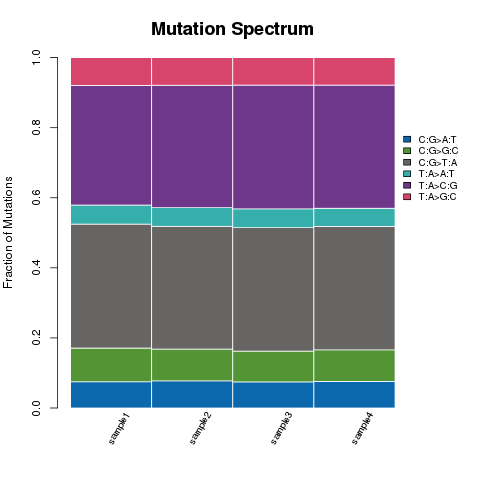 Mutation Spectrum
Fraction of Mutations
1.0
0.8
0.6
0.4
0.2
0.0
C:G>A:T
C:G>G:C
C:G>T:A
T:A>A:T
T:A>C:G
T:A>G:C
sample1
sample2
sample3
sample4